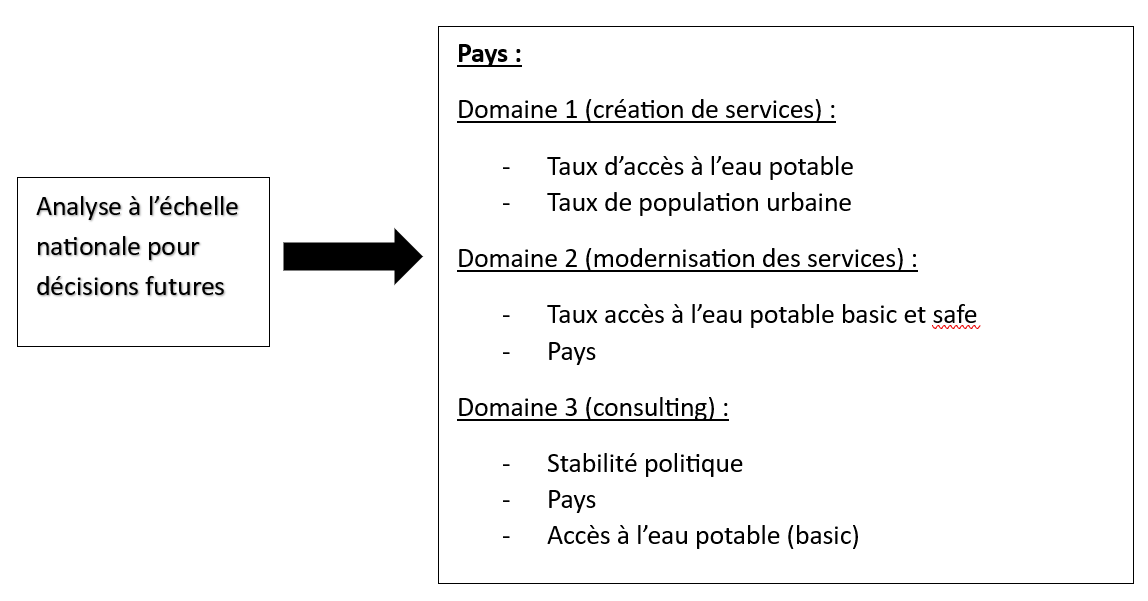 Analyse à l’échelle
nationale pour
décisions futures
Pays :
Domaine 1 (création de services) :
- Taux d’accès à l’eau potable
- Taux de population urbaine
Domaine 2 (modernisation des services) :
- Taux accès à l’eau potable basic et safe
- Pays
Domaine 3 (consulting) :
- Stabilité politique
- Pays
- Accès à l’eau potable (basic)